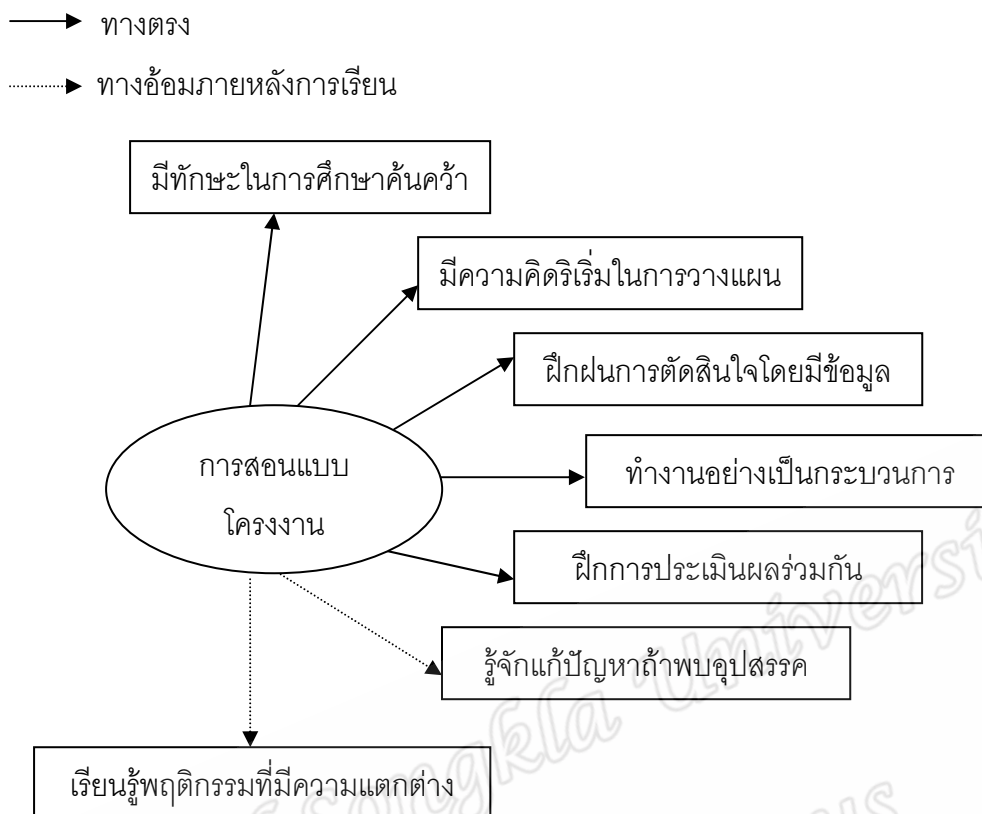 ทางตรง
ทางอ้อมภายหลังการเรียน
มีทักษะในการศึกษาค้นคว้า
มีความคิดริเริ่มในการวางแผน
ฝึกฝนการตัดสินใจโดยมีข้อมูล
การสอนแบบ
โครงงาน
ทำงานอย่างเป็นกระบวนการ
ฝึกการประเมินผลร่วมกัน
รู้จักแก้ปัญหาถ้าพบอุปสรรค
เรียนรู้พฤติกรรมที่มีความแตกต่าง
Songkla Universi